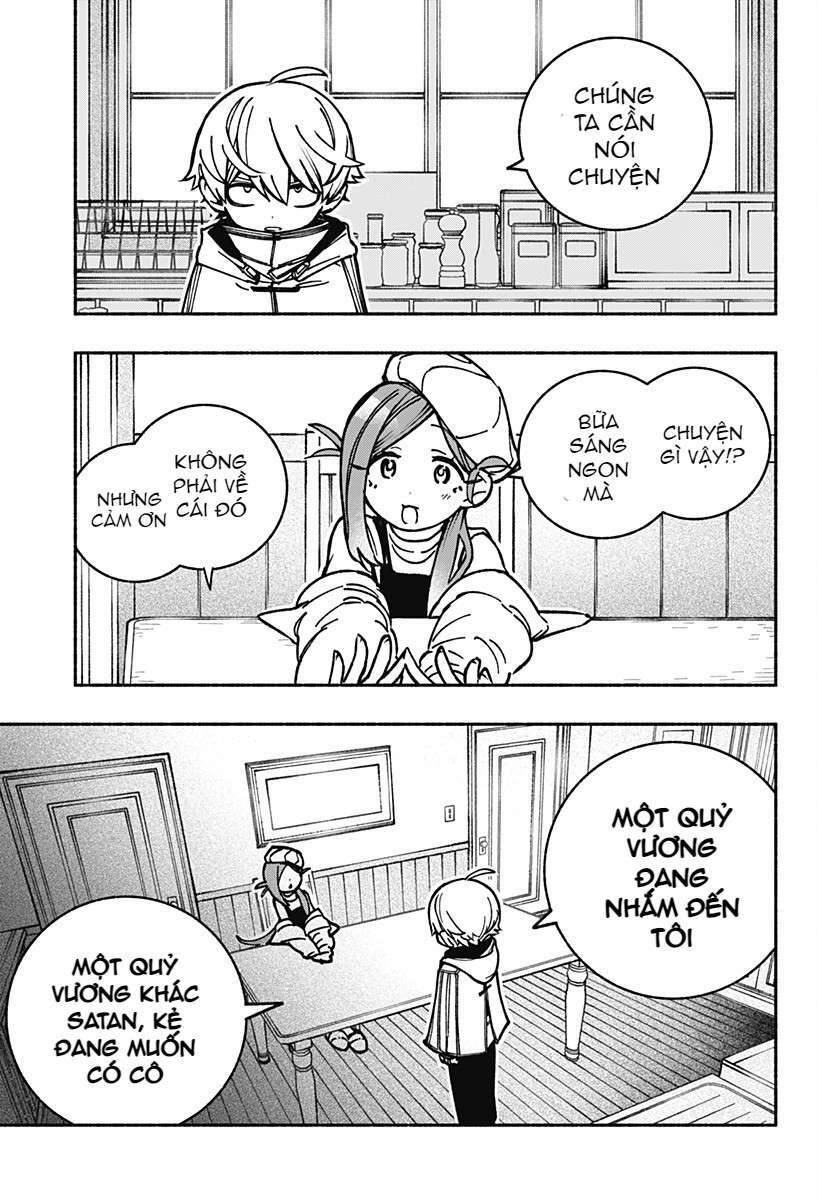 CHÚNG
TA CẦN
NÓI
CHUYỆN
CHUYỆN
GÌ VẬY!?
BỮA
SÁNG
NGON
MÀ
KHÔNG
PHẢI VỀ
CÁI ĐÓ
NHƯNG
CẢM ƠN
MỘT QUỶ
VƯƠNG
ĐANG
NHẮM ĐẾN
TÔI
MỘT QUỶ
VƯƠNG KHÁC
SATAN, KẺ
ĐANG MUỐN
CÓ CÔ